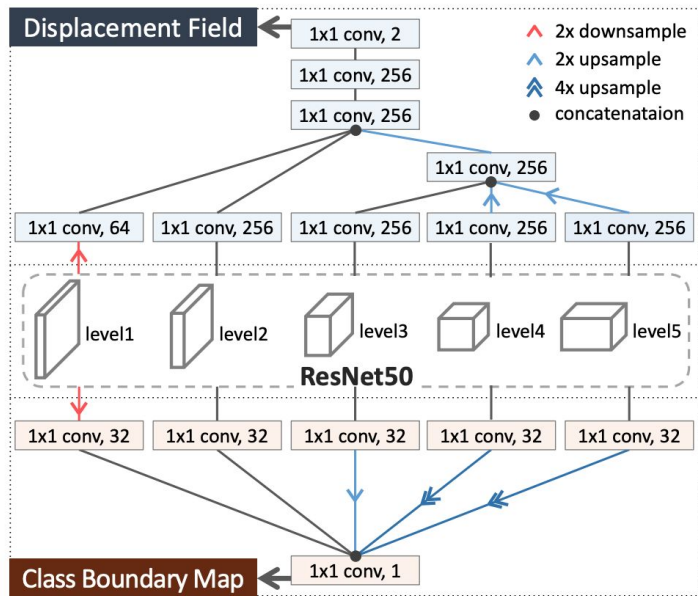 Displacement Field
1x1 conv, 2
2x downsample
1x1 conv, 256
2x upsample
4x upsample
1x1 conv, 256
concatenataion
1x1 conv, 256
1x1 conv, 64
1x1 conv, 256
1x1 conv, 256
1x1 conv, 256
1x1 conv, 256
level1
level2
level3
level4
level5
ResNet50
1x1 conv, 32
1x1 conv, 32
1x1 conv, 32
1x1 conv, 32
1x1 conv, 32
Class Boundary Map
1x1 conv, 1